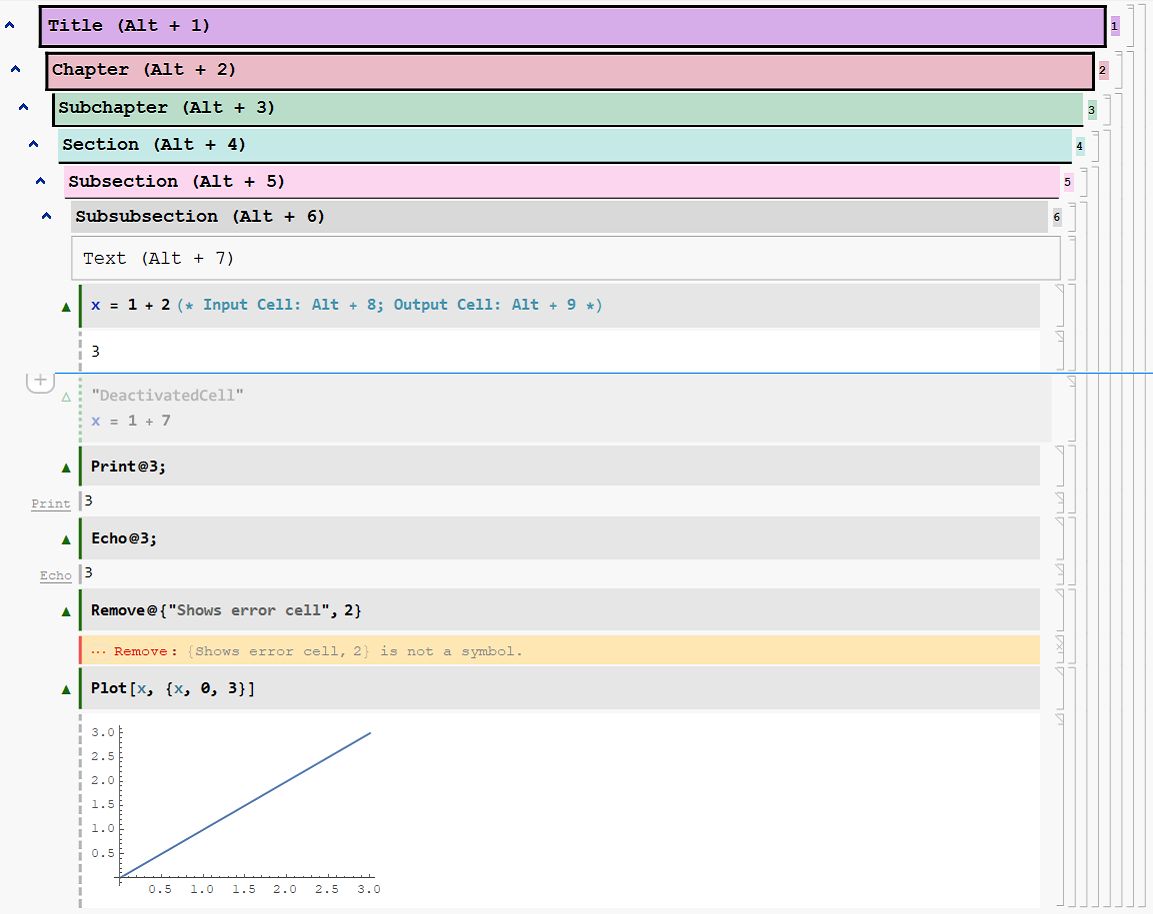 Title (Alt + 1)
1
Chapter (Alt + 2)
2
Subchapter (Alt + 3)
3
Section (Alt + 4)
4
Subsection (Alt + 5)
5
Subsubsection (Alt + 6)
6
Text (Alt + 7)
x = 1 + 2 (* Input Cell: Alt + 8; Output Cell: Alt + 9 *)
3
"DeactivatedCell"
x = 1 + 7
Print@3;
Print 3
Echo@3;
Echo 3
Remove@{"Shows error cell", 2}
··· Remove: {Shows error cell, 2} is not a symbol.
Plot[x, {x, 0, 3}]
3.0
2.5
2.0
1.5
1.0
0.5
0.5 1.0 1.5 2.0 2.5 3.0